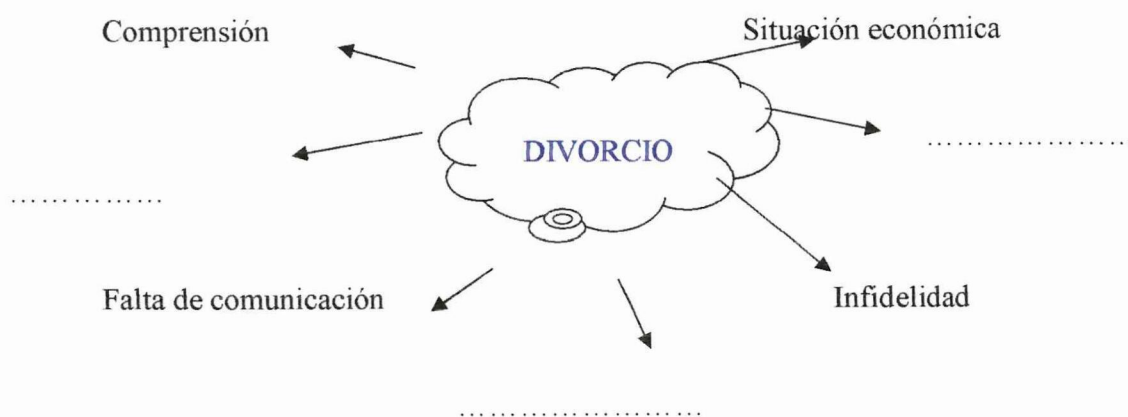 Comprensión
Situación económica
DIVORCIO
………………
……………
Falta de comunicación
Infidelidad
……………………